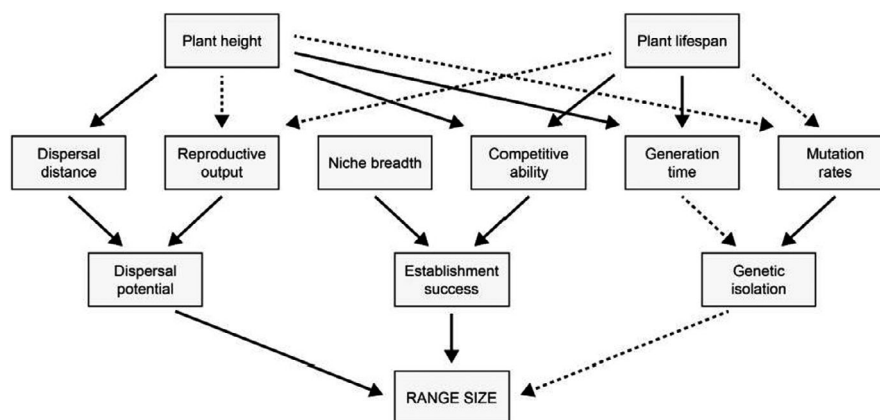 Plant height
Plant lifespan
Dispersal
distance
Reproductive
output
Niche breadth
Competitive
ability
Generation
time
Mutation
rates
Dispersal
potential
Establishment
success
Genetic
isolation
RANGE SIZE